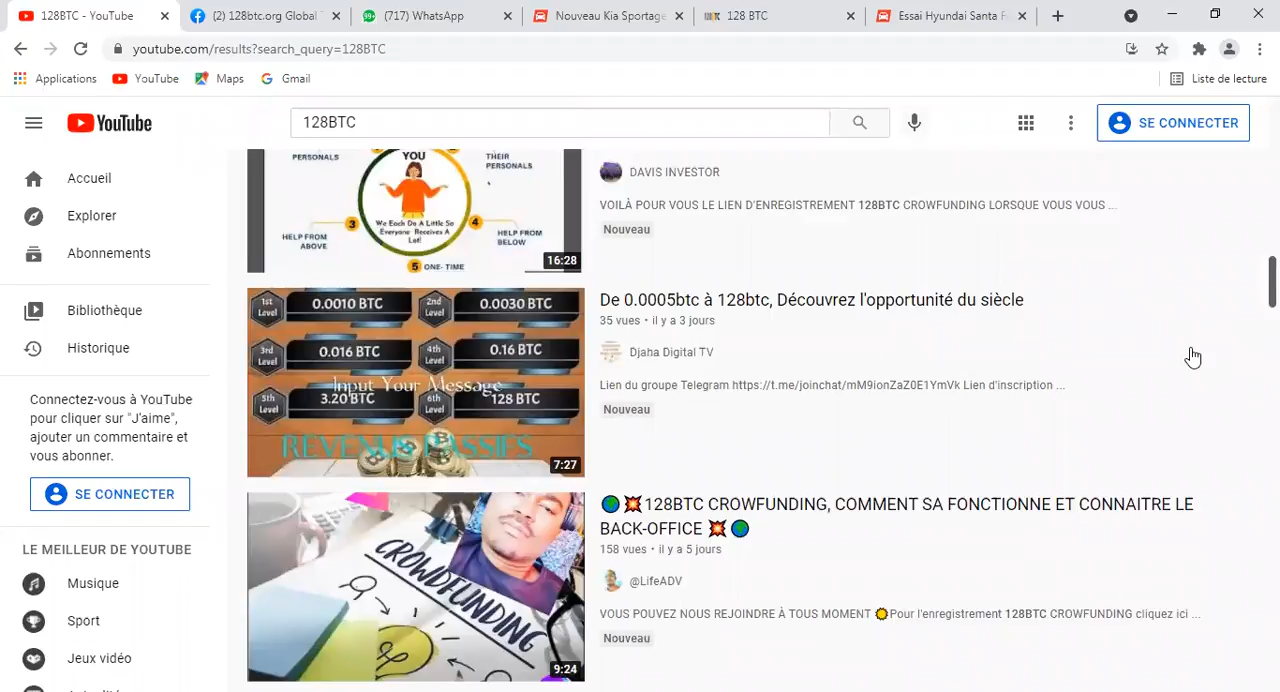 128BTC - YouTube
(2) 128btc.org Global
(717) WhatsApp
Nouveau Kia Sportage
128 BTC
Essai Hyundai Santa F
youtube.com/results?search_query=128BTC
Applications
YouTube
Maps
Gmail
Liste de lecture
YouTube
128BTC
SE CONNECTER
Accueil
Explorer
Abonnements
Bibliothèque
Historique
Connectez-vous à YouTube
pour cliquer sur "J'aime",
ajouter un commentaire et
vous abonner.
SE CONNECTER
LE MEILLEUR DE YOUTUBE
Musique
Sport
Jeux vidéo
PERSONALS
YOU
THEIR
PERSONALS
We Each Do A Little So
Everyone Receives A
Lot!
3
HELP FROM
ABOVE
4
HELP FROM
BELOW
5 ONE- TIME
16:28
DAVIS INVESTOR
VOILÀ POUR VOUS LE LIEN D'ENREGISTREMENT 128BTC CROWFUNDING LORSQUE VOUS VOUS ...
Nouveau
1st Level
0.0010 BTC
2nd Level
0.0030 BTC
3rd Level
0.016 BTC
4th Level
0.16 BTC
Input Your Message
5th Level
3.20 BTC
6th Level
128 BTC
REVENUS PASSIFS
7:27
De 0.0005btc à 128btc, Découvrez l'opportunité du siècle
35 vues • il y a 3 jours
Djaha Digital TV
Lien du groupe Telegram https://t.me/joinchat/mM9ionZaZ0E1YmVk Lien d'inscription ...
Nouveau
CROWDFUNDING
9:24
128BTC CROWFUNDING, COMMENT SA FONCTIONNE ET CONNAITRE LE
BACK-OFFICE
158 vues • il y a 5 jours
@LifeADV
VOUS POUVEZ NOUS REJOINDRE À TOUS MOMENT Pour l'enregistrement 128BTC CROWFUNDING cliquez ici ...
Nouveau